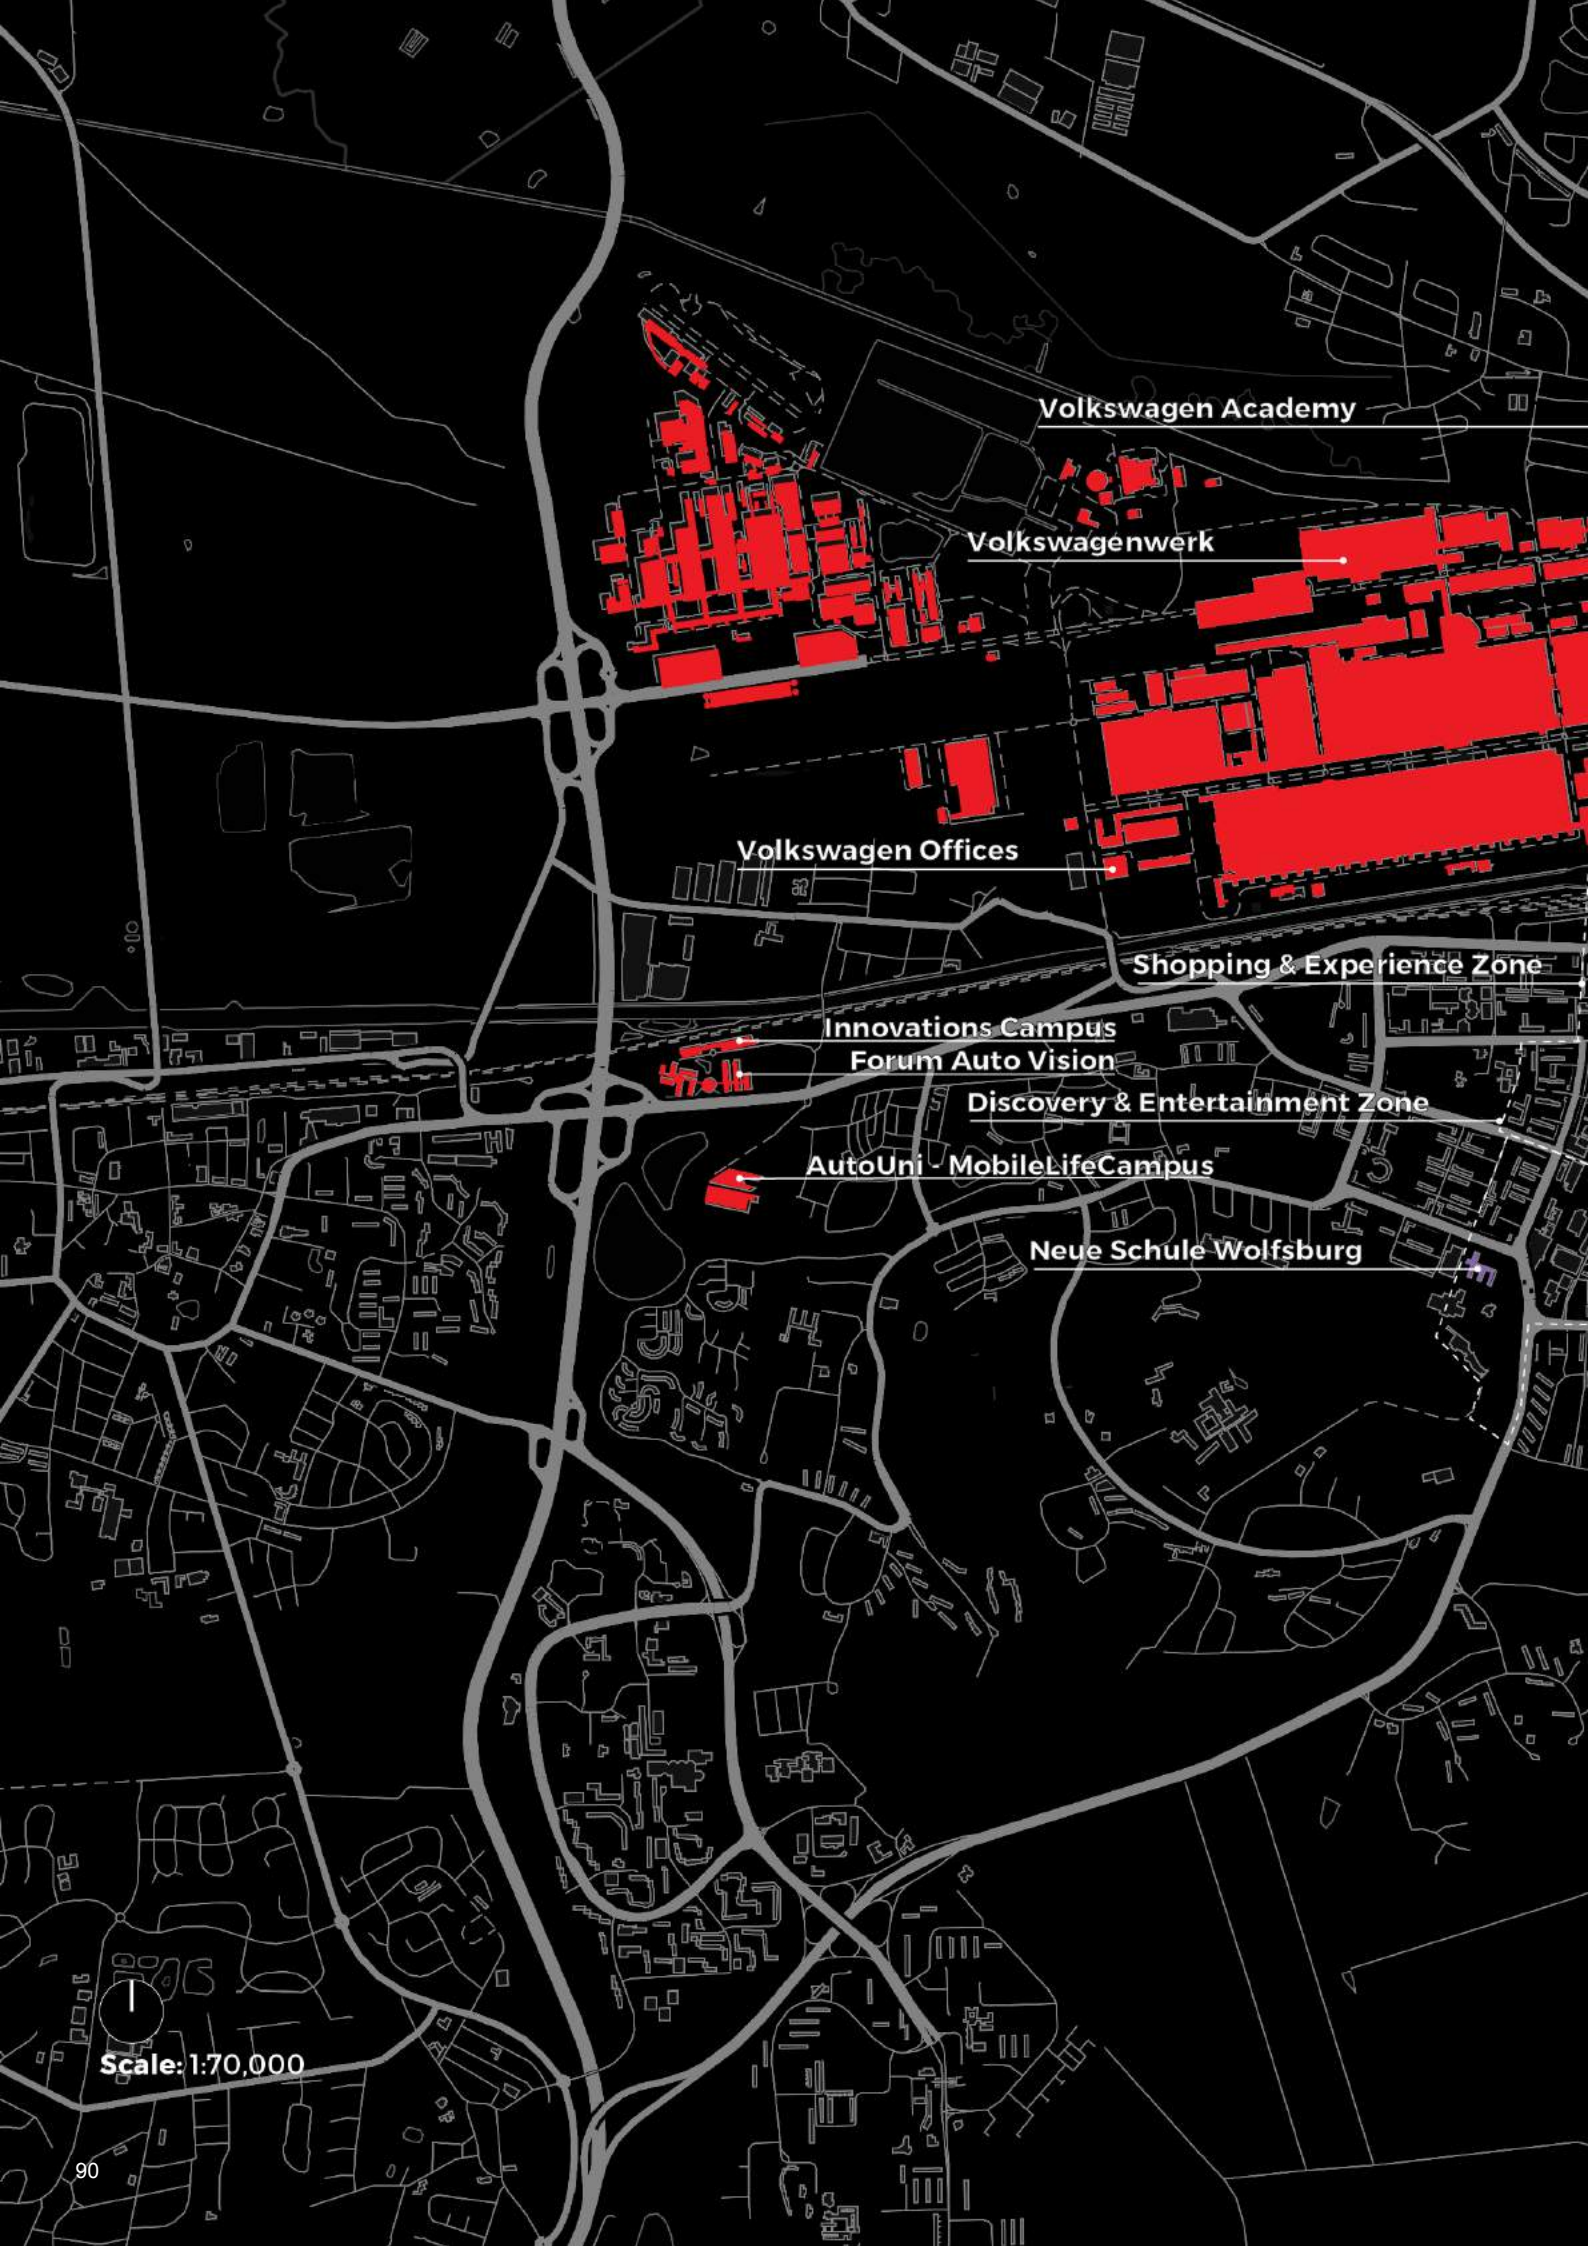 Volkswagen Academy
Volkswagenwerk
Volkswagen Offices
Shopping & Experience Zone
Innovations Campus
Forum Auto Vision
Discovery & Entertainment Zone
AutoUni - MobileLifeCampus
Neue Schule Wolfsburg
Scale: 1:70,000
90